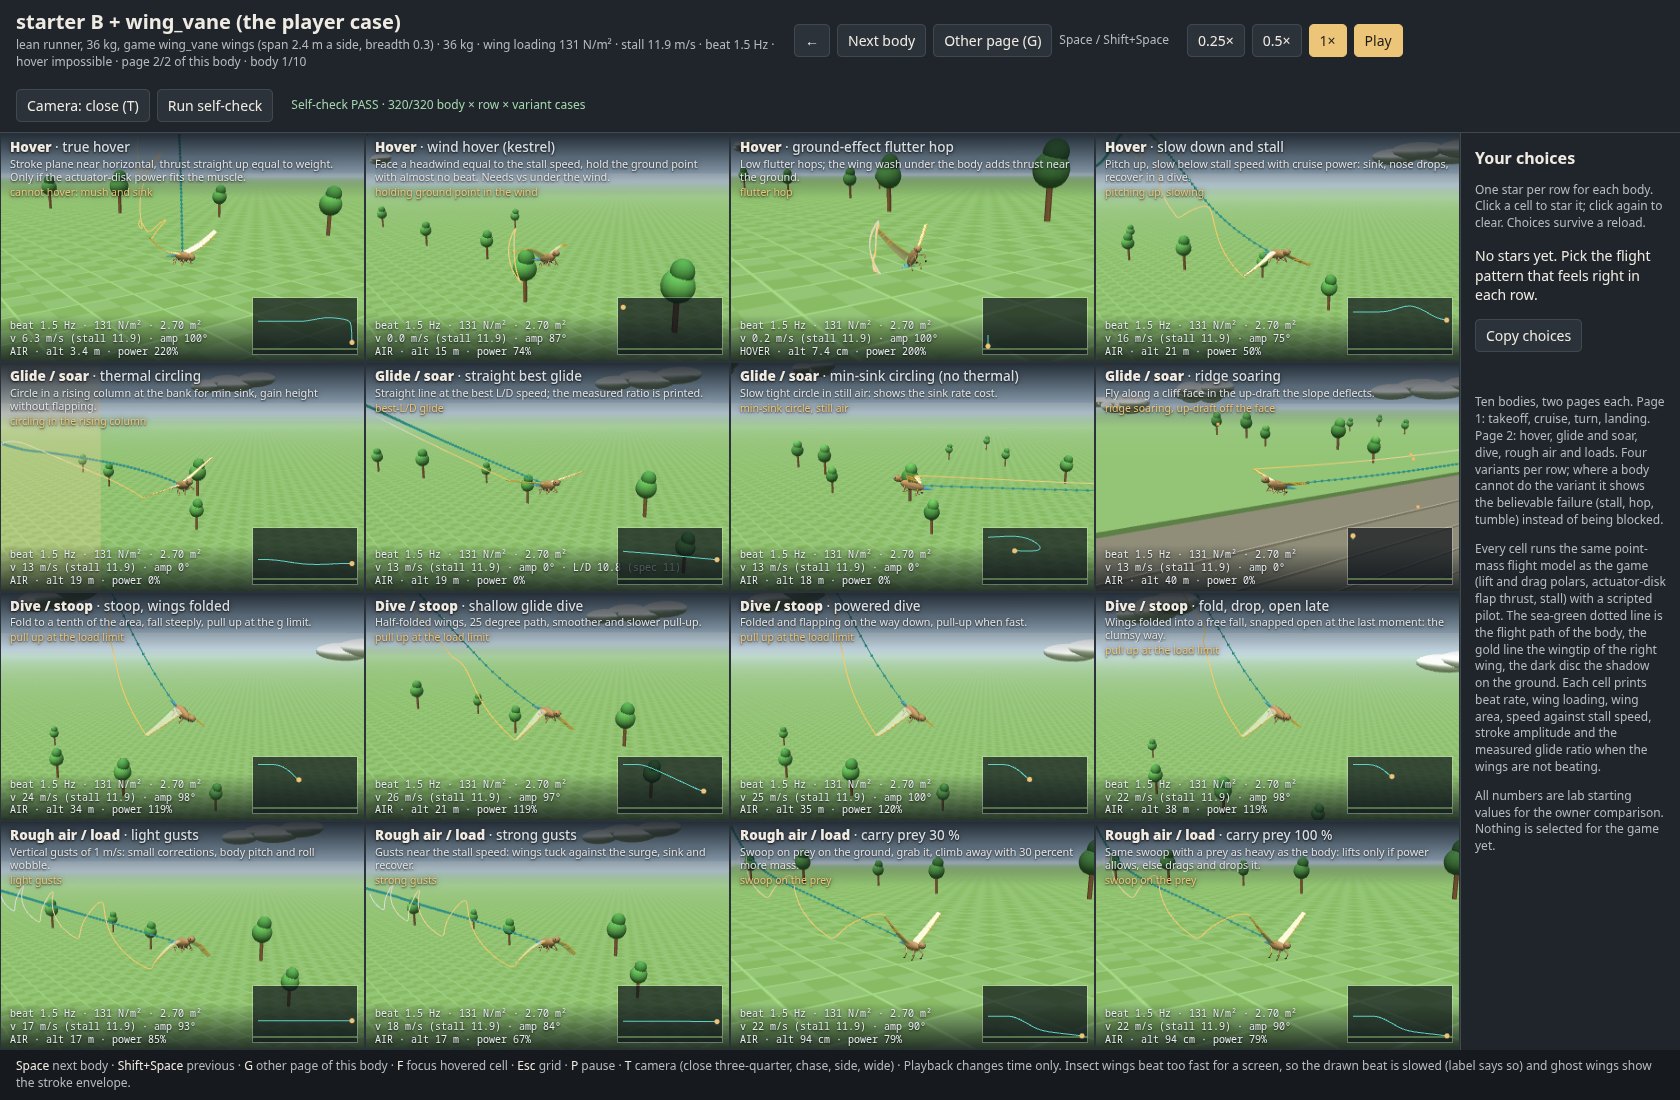 starter B + wing_vane (the player case)
lean runner, 36 kg, game wing_vane wings (span 2.4 m a side, breadth 0.3) · 36 kg · wing loading 131 N/m² · stall 11.9 m/s · beat 1.5 Hz ·
hover impossible · page 2/2 of this body · body 1/10
←
Next body
Other page (G)
Space / Shift+Space
0.25×
0.5×
1×
Play
Camera: close (T)
Run self-check
Self-check PASS · 320/320 body × row × variant cases
Hover · true hover
Stroke plane near horizontal, thrust straight up equal to weight.
Only if the actuator-disk power fits the muscle.
cannot hover: mush and sink
beat 1.5 Hz · 131 N/m² · 2.70 m²
v 6.3 m/s (stall 11.9) · amp 100°
AIR · alt 3.4 m · power 220%
Hover · wind hover (kestrel)
Face a headwind equal to the stall speed, hold the ground point
with almost no beat. Needs vs under the wind.
holding ground point in the wind
beat 1.5 Hz · 131 N/m² · 2.70 m²
v 0.0 m/s (stall 11.9) · amp 87°
AIR · alt 15 m · power 74%
Hover · ground-effect flutter hop
Low flutter hops; the wing wash under the body adds thrust near
the ground.
flutter hop
beat 1.5 Hz · 131 N/m² · 2.70 m²
v 0.2 m/s (stall 11.9) · amp 100°
HOVER · alt 7.4 cm · power 200%
Hover · slow down and stall
Pitch up, slow below stall speed with cruise power: sink, nose drops,
recover in a dive.
pitching up, slowing
beat 1.5 Hz · 131 N/m² · 2.70 m²
v 16 m/s (stall 11.9) · amp 75°
AIR · alt 21 m · power 50%
Glide / soar · thermal circling
Circle in a rising column at the bank for min sink, gain height
without flapping.
circling in the rising column
beat 1.5 Hz · 131 N/m² · 2.70 m²
v 13 m/s (stall 11.9) · amp 0°
AIR · alt 19 m · power 0%
Glide / soar · straight best glide
Straight line at the best L/D speed; the measured ratio is printed.
best-L/D glide
beat 1.5 Hz · 131 N/m² · 2.70 m²
v 13 m/s (stall 11.9) · amp 0° · L/D 10.8 (spec 11)
AIR · alt 19 m · power 0%
Glide / soar · min-sink circling (no thermal)
Slow tight circle in still air: shows the sink rate cost.
min-sink circle, still air
beat 1.5 Hz · 131 N/m² · 2.70 m²
v 13 m/s (stall 11.9) · amp 0°
AIR · alt 18 m · power 0%
Glide / soar · ridge soaring
Fly along a cliff face in the up-draft the slope deflects.
ridge soaring, up-draft off the face
beat 1.5 Hz · 131 N/m² · 2.70 m²
v 13 m/s (stall 11.9) · amp 0°
AIR · alt 40 m · power 0%
Dive / stoop · stoop, wings folded
Fold to a tenth of the area, fall steeply, pull up at the g limit.
pull up at the load limit
beat 1.5 Hz · 131 N/m² · 2.70 m²
v 24 m/s (stall 11.9) · amp 98°
AIR · alt 34 m · power 119%
Dive / stoop · shallow glide dive
Half-folded wings, 25 degree path, smoother and slower pull-up.
pull up at the load limit
beat 1.5 Hz · 131 N/m² · 2.70 m²
v 26 m/s (stall 11.9) · amp 97°
AIR · alt 21 m · power 119%
Dive / stoop · powered dive
Folded and flapping on the way down, pull-up when fast.
pull up at the load limit
beat 1.5 Hz · 131 N/m² · 2.70 m²
v 25 m/s (stall 11.9) · amp 100°
AIR · alt 35 m · power 120%
Dive / stoop · fold, drop, open late
Wings folded into a free fall, snapped open at the last moment: the
clumsy way.
pull up at the load limit
beat 1.5 Hz · 131 N/m² · 2.70 m²
v 22 m/s (stall 11.9) · amp 98°
AIR · alt 38 m · power 119%
Rough air / load · light gusts
Vertical gusts of 1 m/s: small corrections, body pitch and roll
wobble.
light gusts
beat 1.5 Hz · 131 N/m² · 2.70 m²
v 17 m/s (stall 11.9) · amp 93°
AIR · alt 17 m · power 85%
Rough air / load · strong gusts
Gusts near the stall speed: wings tuck against the surge, sink and
recover.
strong gusts
beat 1.5 Hz · 131 N/m² · 2.70 m²
v 18 m/s (stall 11.9) · amp 84°
AIR · alt 17 m · power 67%
Rough air / load · carry prey 30 %
Swoop on prey on the ground, grab it, climb away with 30 percent
more mass.
swoop on the prey
beat 1.5 Hz · 131 N/m² · 2.70 m²
v 22 m/s (stall 11.9) · amp 90°
AIR · alt 94 cm · power 79%
Rough air / load · carry prey 100 %
Same swoop with a prey as heavy as the body: lifts only if power
allows, else drags and drops it.
swoop on the prey
beat 1.5 Hz · 131 N/m² · 2.70 m²
v 22 m/s (stall 11.9) · amp 90°
AIR · alt 94 cm · power 79%
Your choices
One star per row for each body.
Click a cell to star it; click again to
clear. Choices survive a reload.
No stars yet. Pick the flight
pattern that feels right in
each row.
Copy choices
Ten bodies, two pages each. Page
1: takeoff, cruise, turn, landing.
Page 2: hover, glide and soar,
dive, rough air and loads. Four
variants per row; where a body
cannot do the variant it shows
the believable failure (stall, hop,
tumble) instead of being blocked.
Every cell runs the same point-
mass flight model as the game
(lift and drag polars, actuator-disk
flap thrust, stall) with a scripted
pilot. The sea-green dotted line is
the flight path of the body, the
gold line the wingtip of the right
wing, the dark disc the shadow
on the ground. Each cell prints
beat rate, wing loading, wing
area, speed against stall speed,
stroke amplitude and the
measured glide ratio when the
wings are not beating.
All numbers are lab starting
values for the owner comparison.
Nothing is selected for the game
yet.
Space next body · Shift+Space previous · G other page of this body · F focus hovered cell · Esc grid · P pause · T camera (close three-quarter, chase, side, wide) · Playback changes time only. Insect wings beat too fast for a screen, so the drawn beat is slowed (label says so) and ghost wings show
the stroke envelope.